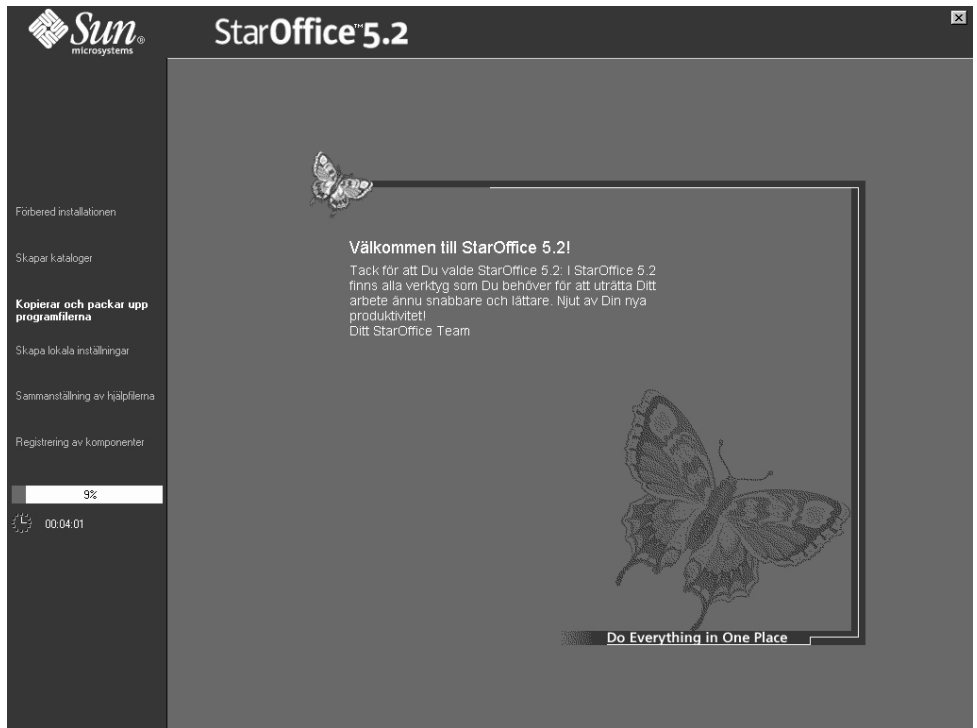 Sun®
microsystems
StarOffice™5.2
Förbered installationen
Skapar kataloger
Kopierar och packar upp
programfilerna
Skapa lokala inställningar
Sammanställning av hjälpfilerna
Registrering av komponenter
9%
00:04:01
Välkommen till StarOffice 5.2!
Tack för att Du valde StarOffice 5.2: I StarOffice 5.2
finns alla verktyg som Du behöver för att uträtta Ditt
arbete ännu snabbare och lättare. Njut av Din nya
produktivitet!
Ditt StarOffice Team
Do Everything in One Place